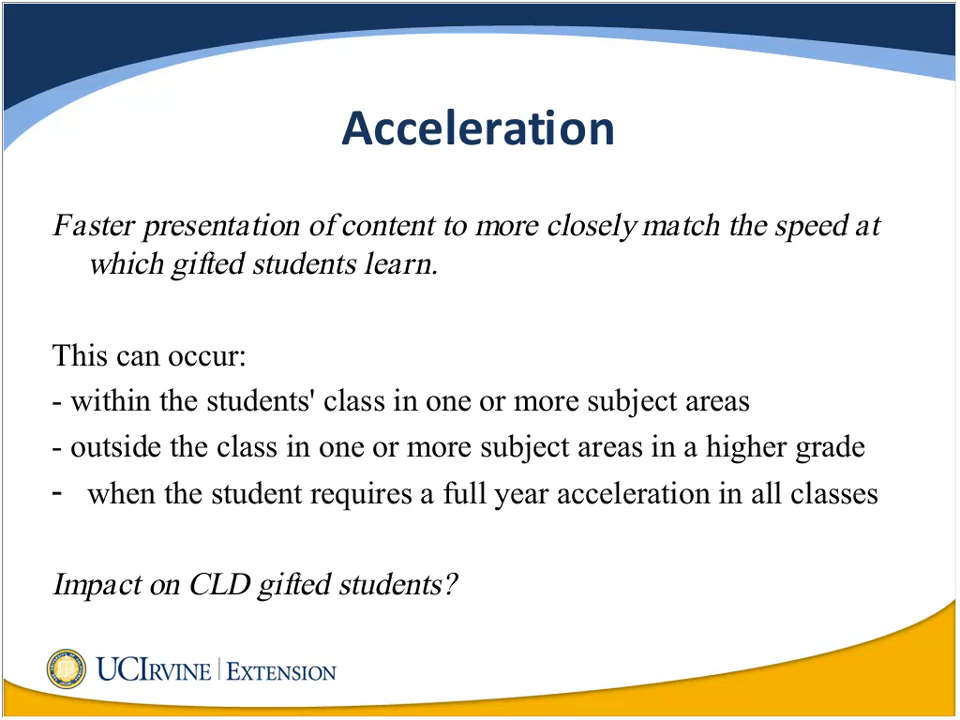 Acceleration
Faster presentation of content to more closely match the speed at
which gifted students learn.
This can occur:
- within the students' class in one or more subject areas
- outside the class in one or more subject areas in a higher grade
- when the student requires a full year acceleration in all classes
Impact on CLD gifted students?
UCIRVINE | EXTENSION